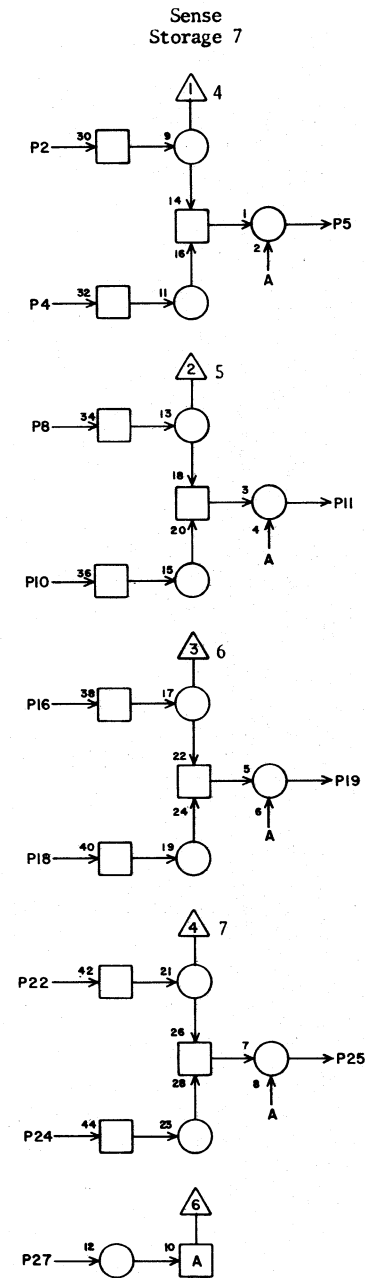 Sense
Storage 7
1 4
P2 30 9
14 1 P5
16 2
A
P4 32 11
2 5
P8 34 13
18 3 P11
20 4
A
P10 36 15
3 6
P16 38 17
22 5 P19
24 6
A
P18 40 19
4 7
P22 42 21
26 7 P25
28 8
A
P24 44 23
6
P27 12 10 A